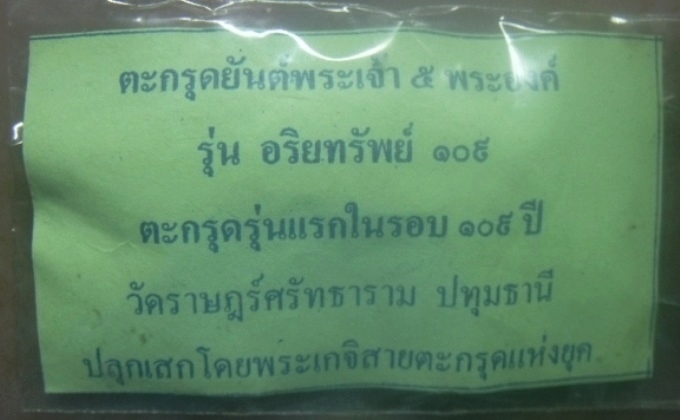 ตะกรุดยันต์พระเจ้า ๕ พระองค์
รุ่น อริยทรัพย์ ๑๐๙
ตะกรุดรุ่นแรกในรอบ ๑๐๙ ปี
วัดราษฎร์ศรัทธาราม ปทุมธานี
ปลุกเสกโดยพระเกจิสายตะกรุดแห่งยุค